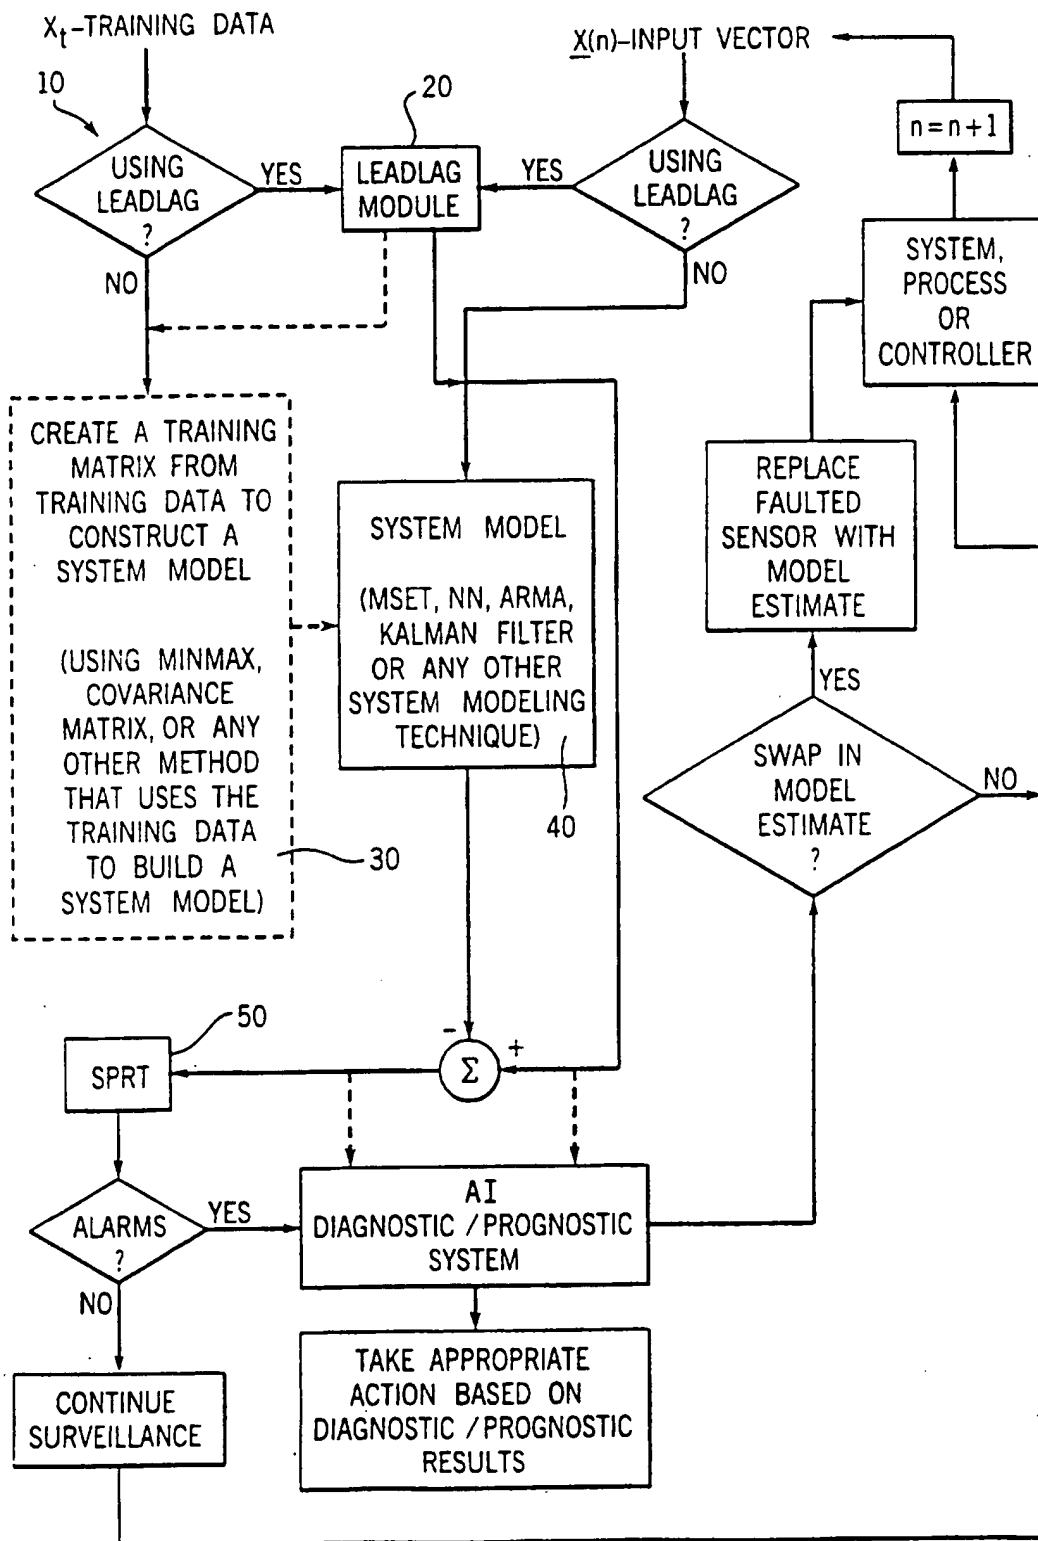 Xt-TRAINING DATA
X(n)-INPUT VECTOR
10
20
n=n+1
USING
LEADLAG
?
YES
LEADLAG
MODULE
YES
USING
LEADLAG
?
NO
NO
SYSTEM,
PROCESS
OR
CONTROLLER
CREATE A TRAINING
MATRIX FROM
TRAINING DATA TO
CONSTRUCT A
SYSTEM MODEL
(USING MINMAX,
COVARIANCE
MATRIX, OR ANY
OTHER METHOD
THAT USES THE
TRAINING DATA
TO BUILD A
SYSTEM MODEL)
30
SYSTEM MODEL
(MSET, NN, ARMA,
KALMAN FILTER
OR ANY OTHER
SYSTEM MODELING
TECHNIQUE)
40
REPLACE
FAULTED
SENSOR WITH
MODEL
ESTIMATE
YES
SWAP IN
MODEL
ESTIMATE
?
NO
50
SPRT
-
Σ
+
ALARMS
?
YES
NO
AI
DIAGNOSTIC / PROGNOSTIC
SYSTEM
CONTINUE
SURVEILLANCE
TAKE APPROPRIATE
ACTION BASED ON
DIAGNOSTIC / PROGNOSTIC
RESULTS